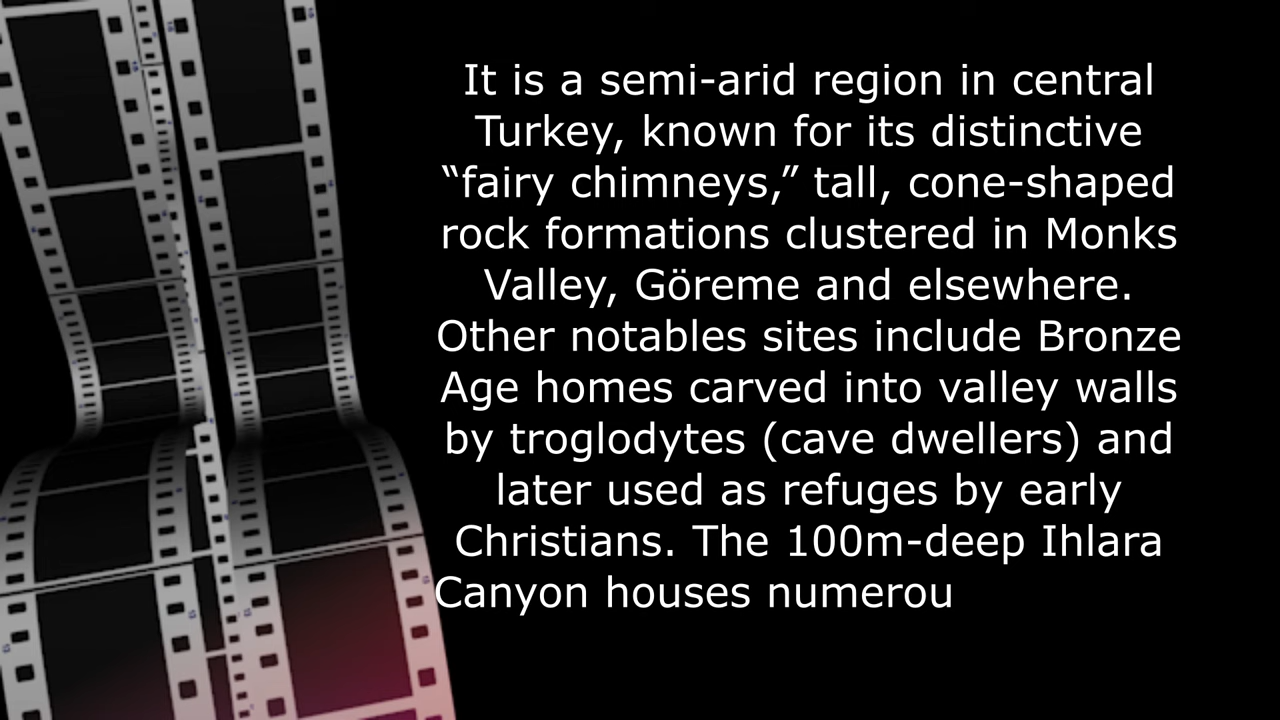 It is a semi-arid region in central
Turkey, known for its distinctive
“fairy chimneys,” tall, cone-shaped
rock formations clustered in Monks
Valley, Göreme and elsewhere.
Other notables sites include Bronze
Age homes carved into valley walls
by troglodytes (cave dwellers) and
later used as refuges by early
Christians. The 100m-deep Ihlara
Canyon houses numerou